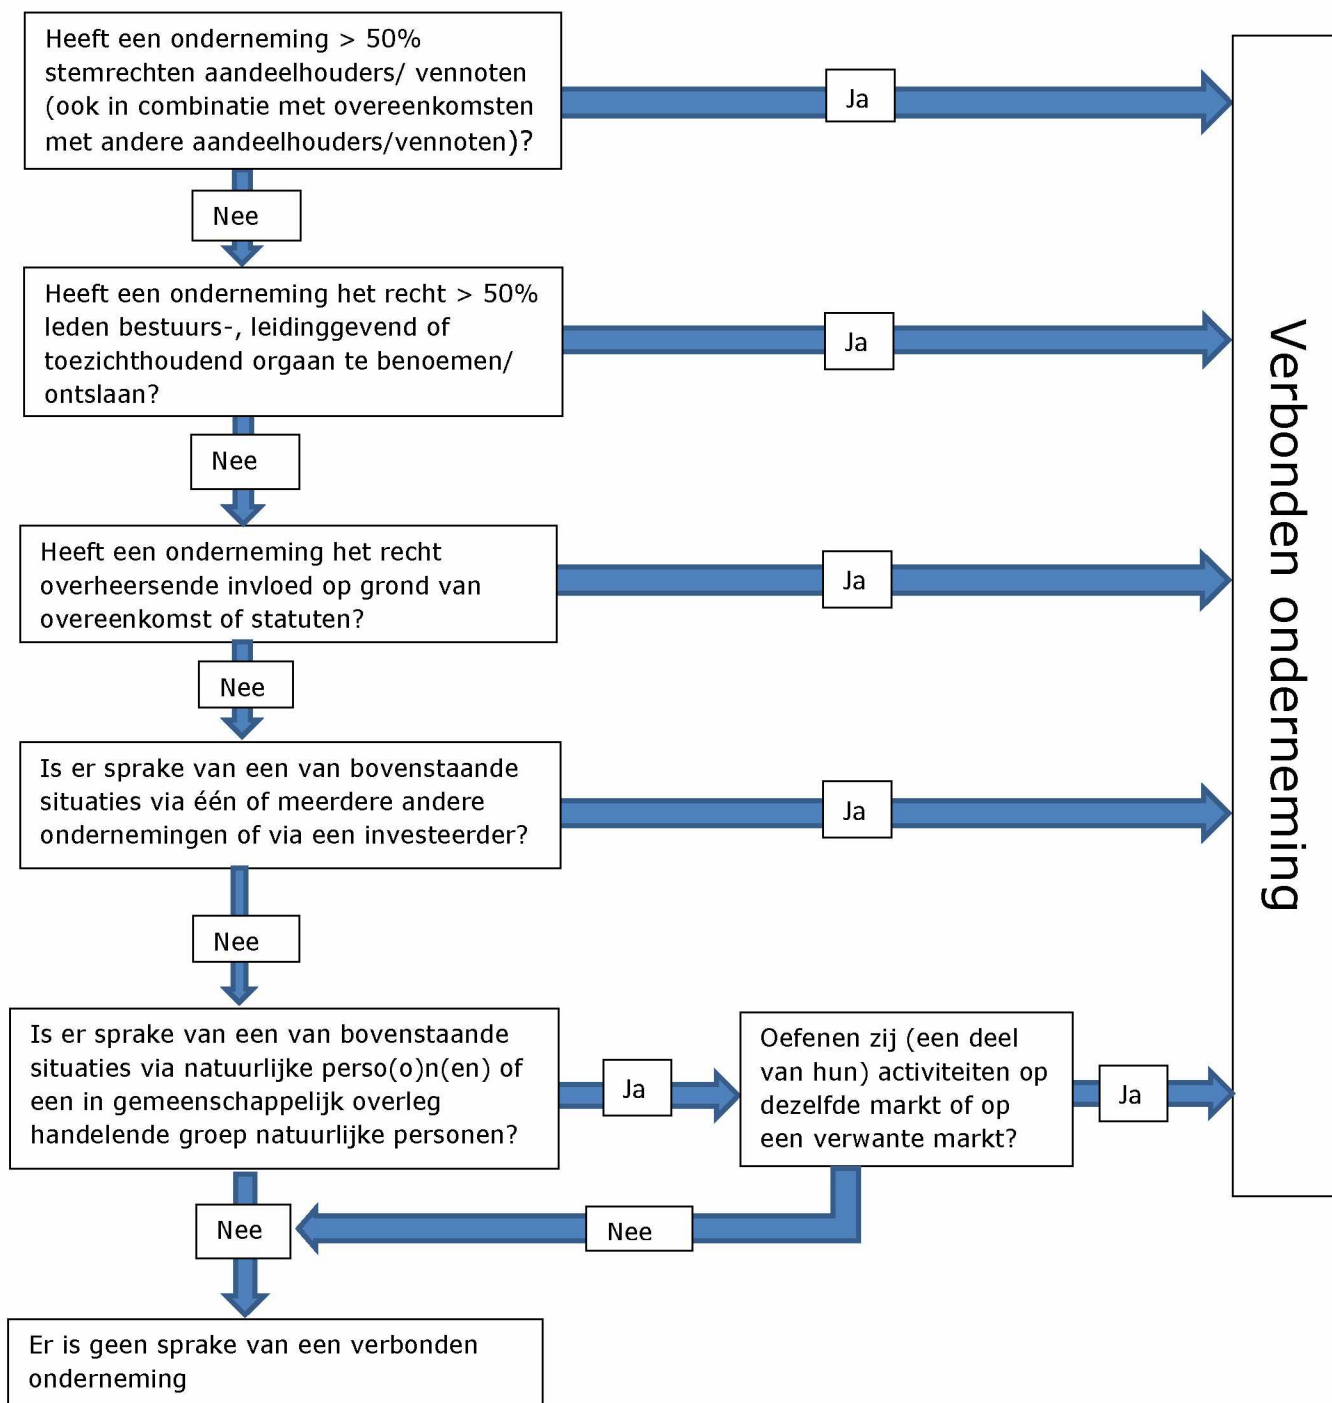 Heeft een onderneming > 50%
stemrechten aandeelhouders/ vennoten
(ook in combinatie met overeenkomsten
met andere aandeelhouders/vennoten)?
Ja
Nee
Heeft een onderneming het recht > 50%
leden bestuurs-, leidinggevend of
toezichthoudend orgaan te benoemen/
ontslaan?
Ja
Nee
Heeft een onderneming het recht
overheersende invloed op grond van
overeenkomst of statuten?
Ja
Nee
Is er sprake van een van bovenstaande
situaties via één of meerdere andere
ondernemingen of via een investeerder?
Ja
Nee
Is er sprake van een van bovenstaande
situaties via natuurlijke perso(o)n(en) of
een in gemeenschappelijk overleg
handelende groep natuurlijke personen?
Ja
Oefenen zij (een deel
van hun) activiteiten op
dezelfde markt of op
een verwante markt?
Ja
Nee
Nee
Er is geen sprake van een verbonden
onderneming
Verbonden onderneming